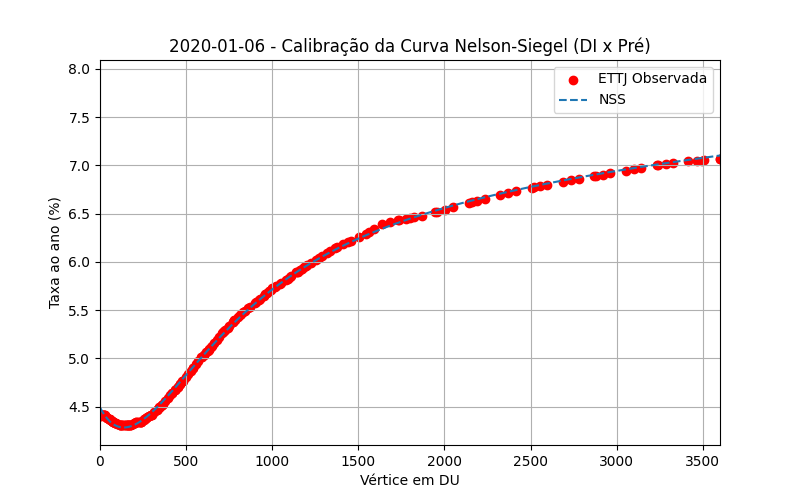 2020-01-06 - Calibração da Curva Nelson-Siegel (DI x Pré)
ETTJ Observada
NSS
Taxa ao ano (%)
8.0
7.5
7.0
6.5
6.0
5.5
5.0
4.5
0 500 1000 1500 2000 2500 3000 3500
Vértice em DU